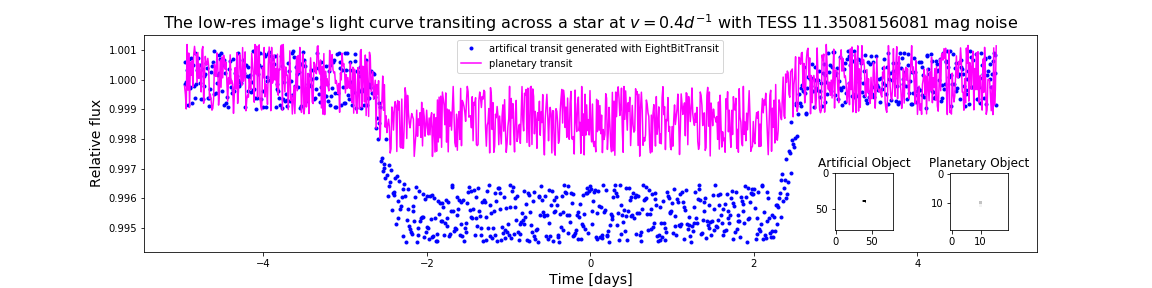 The low-res image's light curve transiting across a star at v = 0.4d⁻¹ with TESS 11.3508156081 mag noise
artifical transit generated with EightBitTransit
planetary transit
Relative flux
1.001
1.000
0.999
0.998
0.997
0.996
0.995
Artificial Object
0
50
0
50
Planetary Object
0
10
0
10
−4
−2
0
2
4
Time [days]